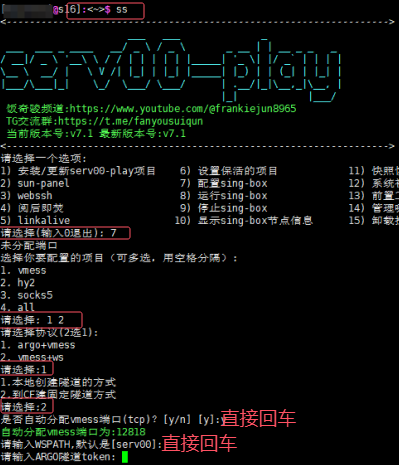 @s16]:<~>$ ss
饭奇骏频道:https://www.youtube.com/@frankiejun8965
TG交流群:https://t.me/fanyousuiqun
当前版本号:v7.1 最新版本号:v7.1
请选择一个选项:
1) 安装/更新serv00-play项目 6) 设置保活的项目 11) 快照恢
2) sun-panel 7) 配置sing-box 12) 系统
3) webssh 8) 运行sing-box 13) 前置工
4) 阅后即焚 9) 停止sing-box 14) 管理
5) linkalive 10) 显示sing-box节点信息 15) 卸载
请选择(输入0退出): 7
未分配端口
选择你要配置的项目（可多选，用空格分隔）:
1. vmess
2. hy2
3. socks5
4. all
请选择: 1 2
请选择协议(2选1):
1. argo+vmess
2. vmess+ws
请选择:1
1.本地创建隧道的方式
2.到CF建固定隧道方式
请选择:2
是否自动分配vmess端口(tcp)? [y/n] [y]:y 直接回车
自动分配vmess端口为:12818
请输入WSPATH,默认是[serv00]: 直接回车
请输入ARGO隧道token: